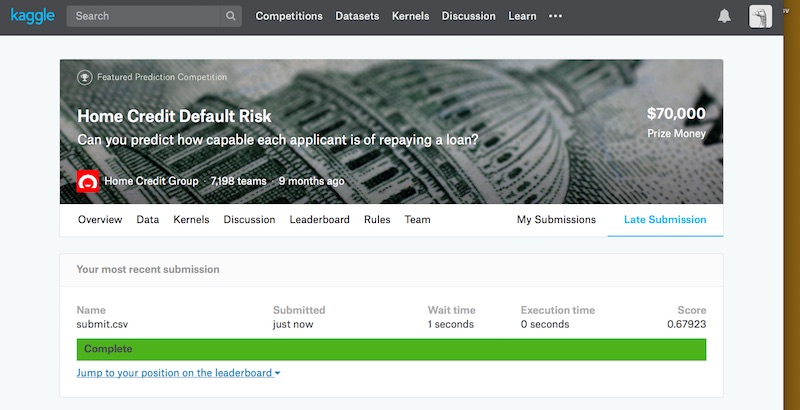 kaggle Search Competitions Datasets Kernels Discussion Learn
Featured Prediction Competition
Home Credit Default Risk
$70,000
Can you predict how capable each applicant is of repaying a loan?
Prize Money
Home Credit Group · 7,198 teams · 9 months ago
Overview Data Kernels Discussion Leaderboard Rules Team My Submissions Late Submission
Your most recent submission
Name Submitted Wait time Execution time Score
submit.csv just now 1 seconds 0 seconds 0.67923
Complete
Jump to your position on the leaderboard